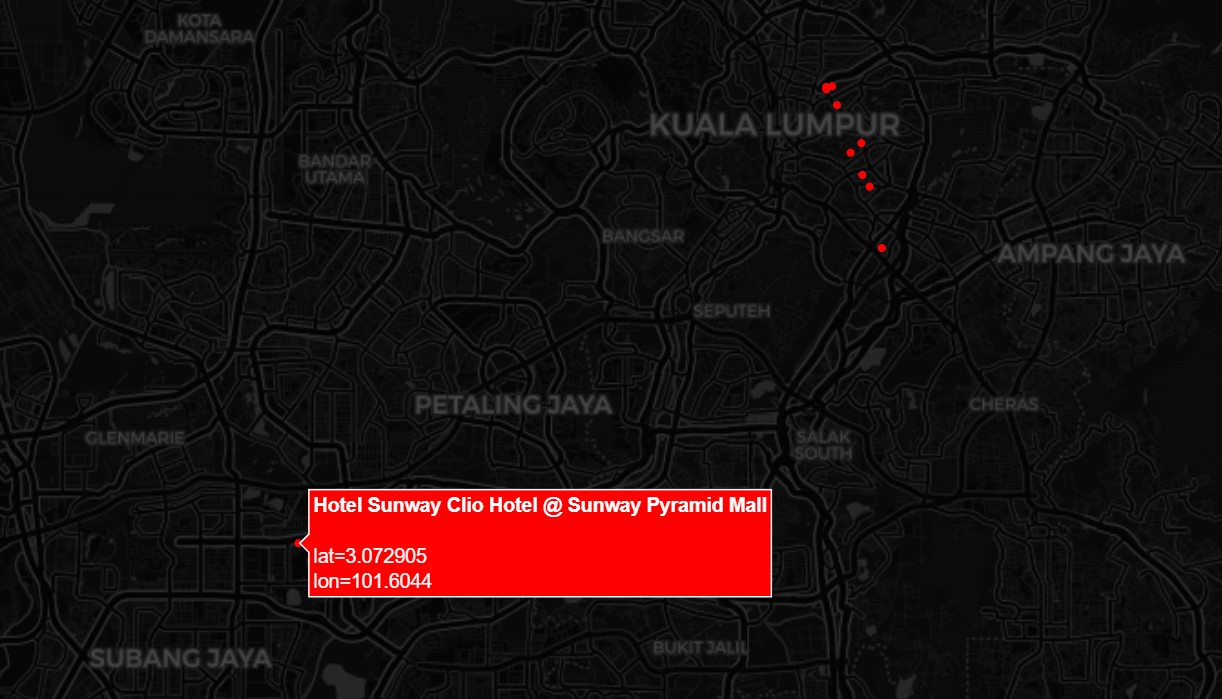 KOTA
DAMANSARA
KUALA LUMPUR
BANDAR
UTAMA
BANGSAR
AMPANG JAYA
SEPUTEH
PETALING JAYA
CHERAS
GLENMARIE
SALAK
SOUTH
Hotel Sunway Clio Hotel @ Sunway Pyramid Mall
lat=3.072905
lon=101.6044
BUKIT JALIL
SUBANG JAYA